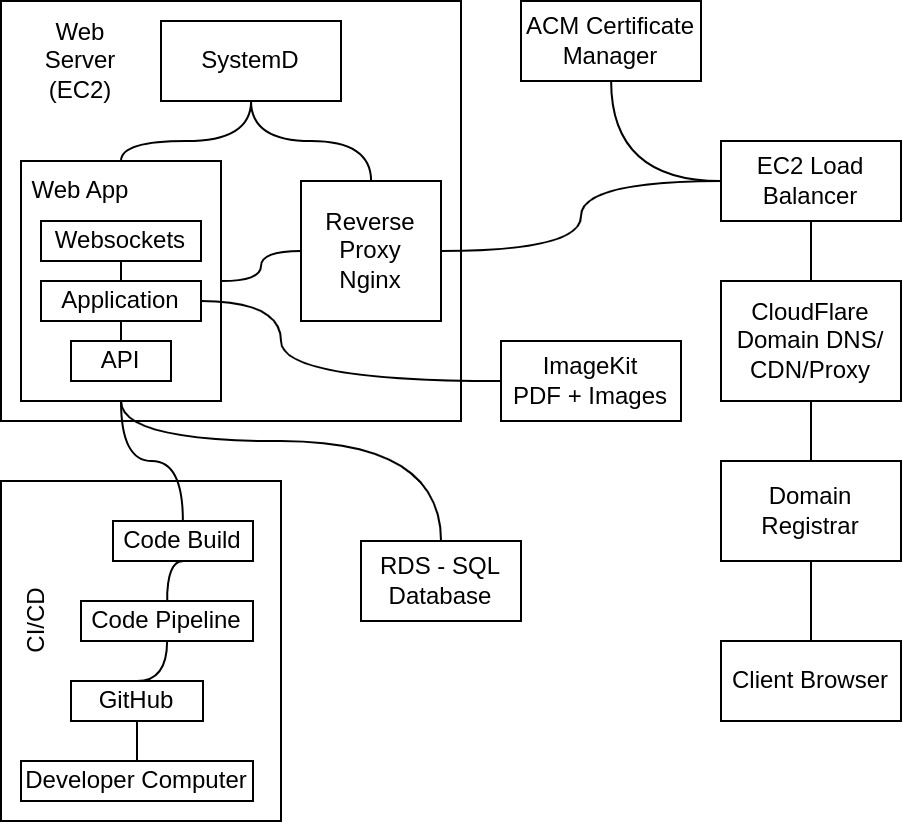 Web
Server
(EC2)
SystemD
ACM Certificate
Manager
Web App
Websockets
Application
API
Reverse
Proxy
Nginx
EC2 Load
Balancer
CloudFlare
Domain DNS/
CDN/Proxy
ImageKit
PDF + Images
Domain
Registrar
Client Browser
RDS - SQL
Database
CI/CD
Code Build
Code Pipeline
GitHub
Developer Computer